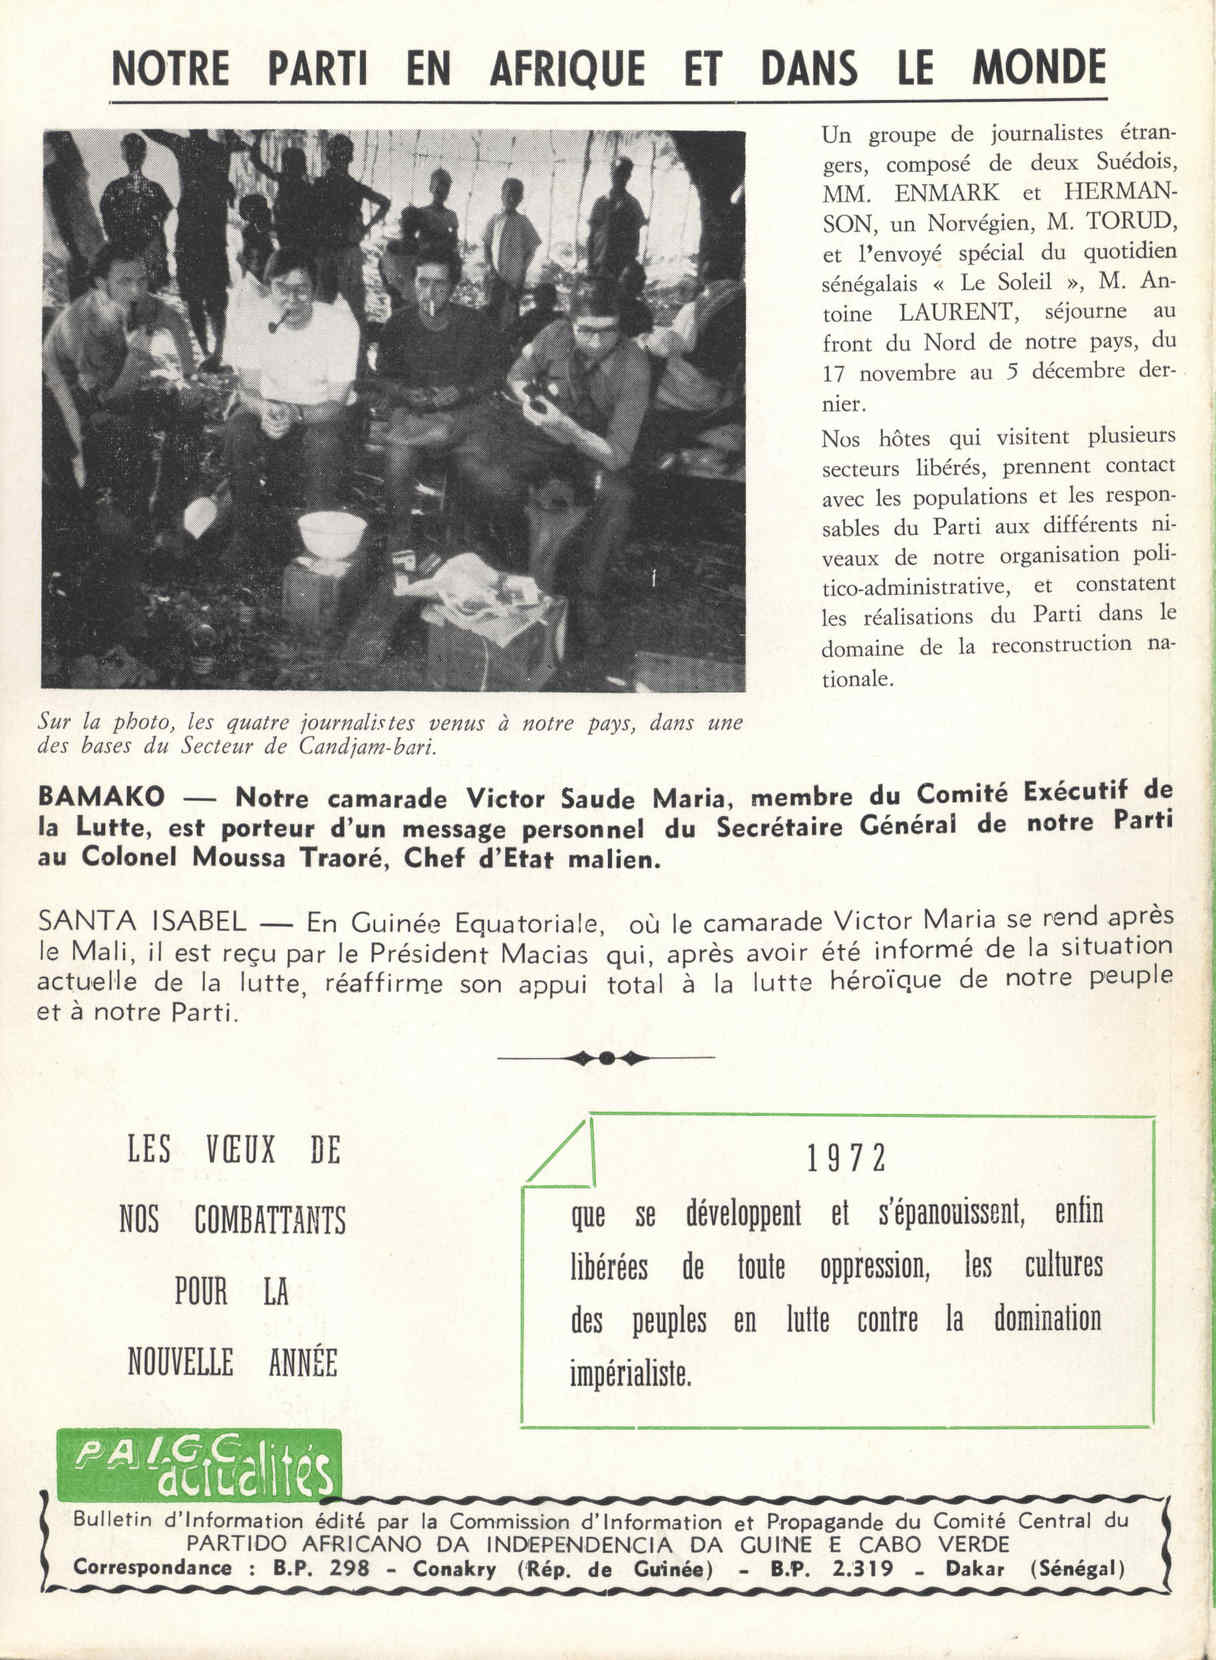 NOTRE PARTI EN AFRIQUE ET DANS LE MONDE
Un groupe de journalistes étran-
gers, composé de deux Suédois,
MM. ENMARK et HERMAN-
SON, un Norvégien, M. TORUD,
et l'envoyé spécial du quotidien
sénégalais « Le Soleil », M. An-
toine LAURENT, séjourne au
front du Nord de notre pays, du
17 novembre au 5 décembre der-
nier.
Nos hôtes qui visitent plusieurs
secteurs libérés, prennent contact
avec les populations et les respon-
sables du Parti aux différents ni-
veaux de notre organisation poli-
tico-administrative, et constatent
les réalisations du Parti dans le
domaine de la reconstruction na-
tionale.
Sur la photo, les quatre journalistes venus à notre pays, dans une
des bases du Secteur de Candjam-bari.
BAMAKO — Notre camarade Victor Saude Maria, membre du Comité Exécutif de
la Lutte, est porteur d'un message personnel du Secrétaire Général de notre Parti
au Colonel Moussa Traoré, Chef d'Etat malien.
SANTA ISABEL — En Guinée Equatoriale, où le camarade Victor Maria se rend après
le Mali, il est reçu par le Président Macias qui, après avoir été informé de la situation
actuelle de la lutte, réaffirme son appui total à la lutte héroïque de notre peuple
et à notre Parti.
LES VŒUX DE
NOS COMBATTANTS
POUR LA
NOUVELLE ANNÉE
1972
que se développent et s'épanouissent, enfin
libérées de toute oppression, les cultures
des peuples en lutte contre la domination
impérialiste.
P A I G C
actualités
Bulletin d'Information édité par la Commission d'Information et Propagande du Comité Central du
PARTIDO AFRICANO DA INDEPENDENCIA DA GUINE E CABO VERDE
Correspondance : B.P. 298 - Conakry (Rép. de Guinée) - B.P. 2.319 - Dakar (Sénégal)